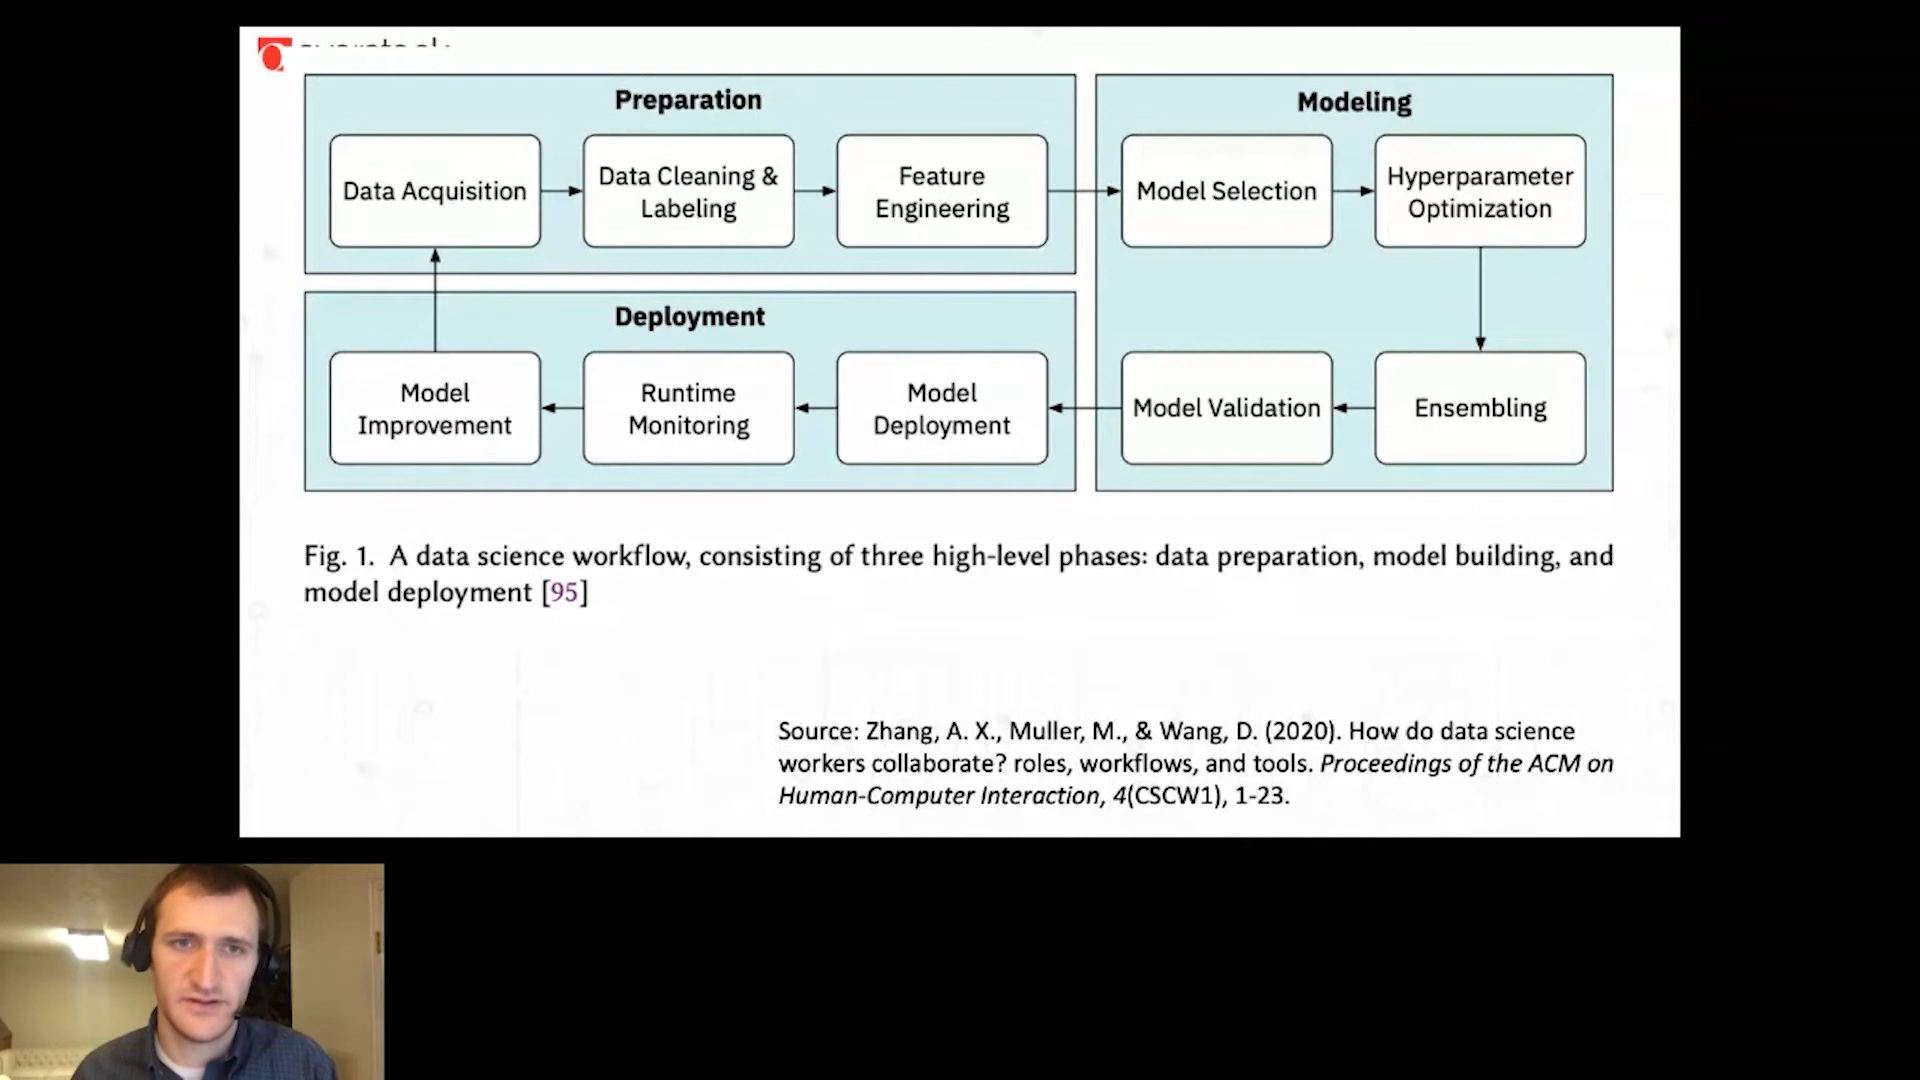 Preparation
Data Acquisition
Data Cleaning &
Labeling
Feature
Engineering
Modeling
Model Selection
Hyperparameter
Optimization
Deployment
Model
Improvement
Runtime
Monitoring
Model
Deployment
Model Validation
Ensembling
Fig. 1. A data science workflow, consisting of three high-level phases: data preparation, model building, and
model deployment [95]
Source: Zhang, A. X., Muller, M., & Wang, D. (2020). How do data science
workers collaborate? roles, workflows, and tools. Proceedings of the ACM on
Human-Computer Interaction, 4(CSCW1), 1-23.